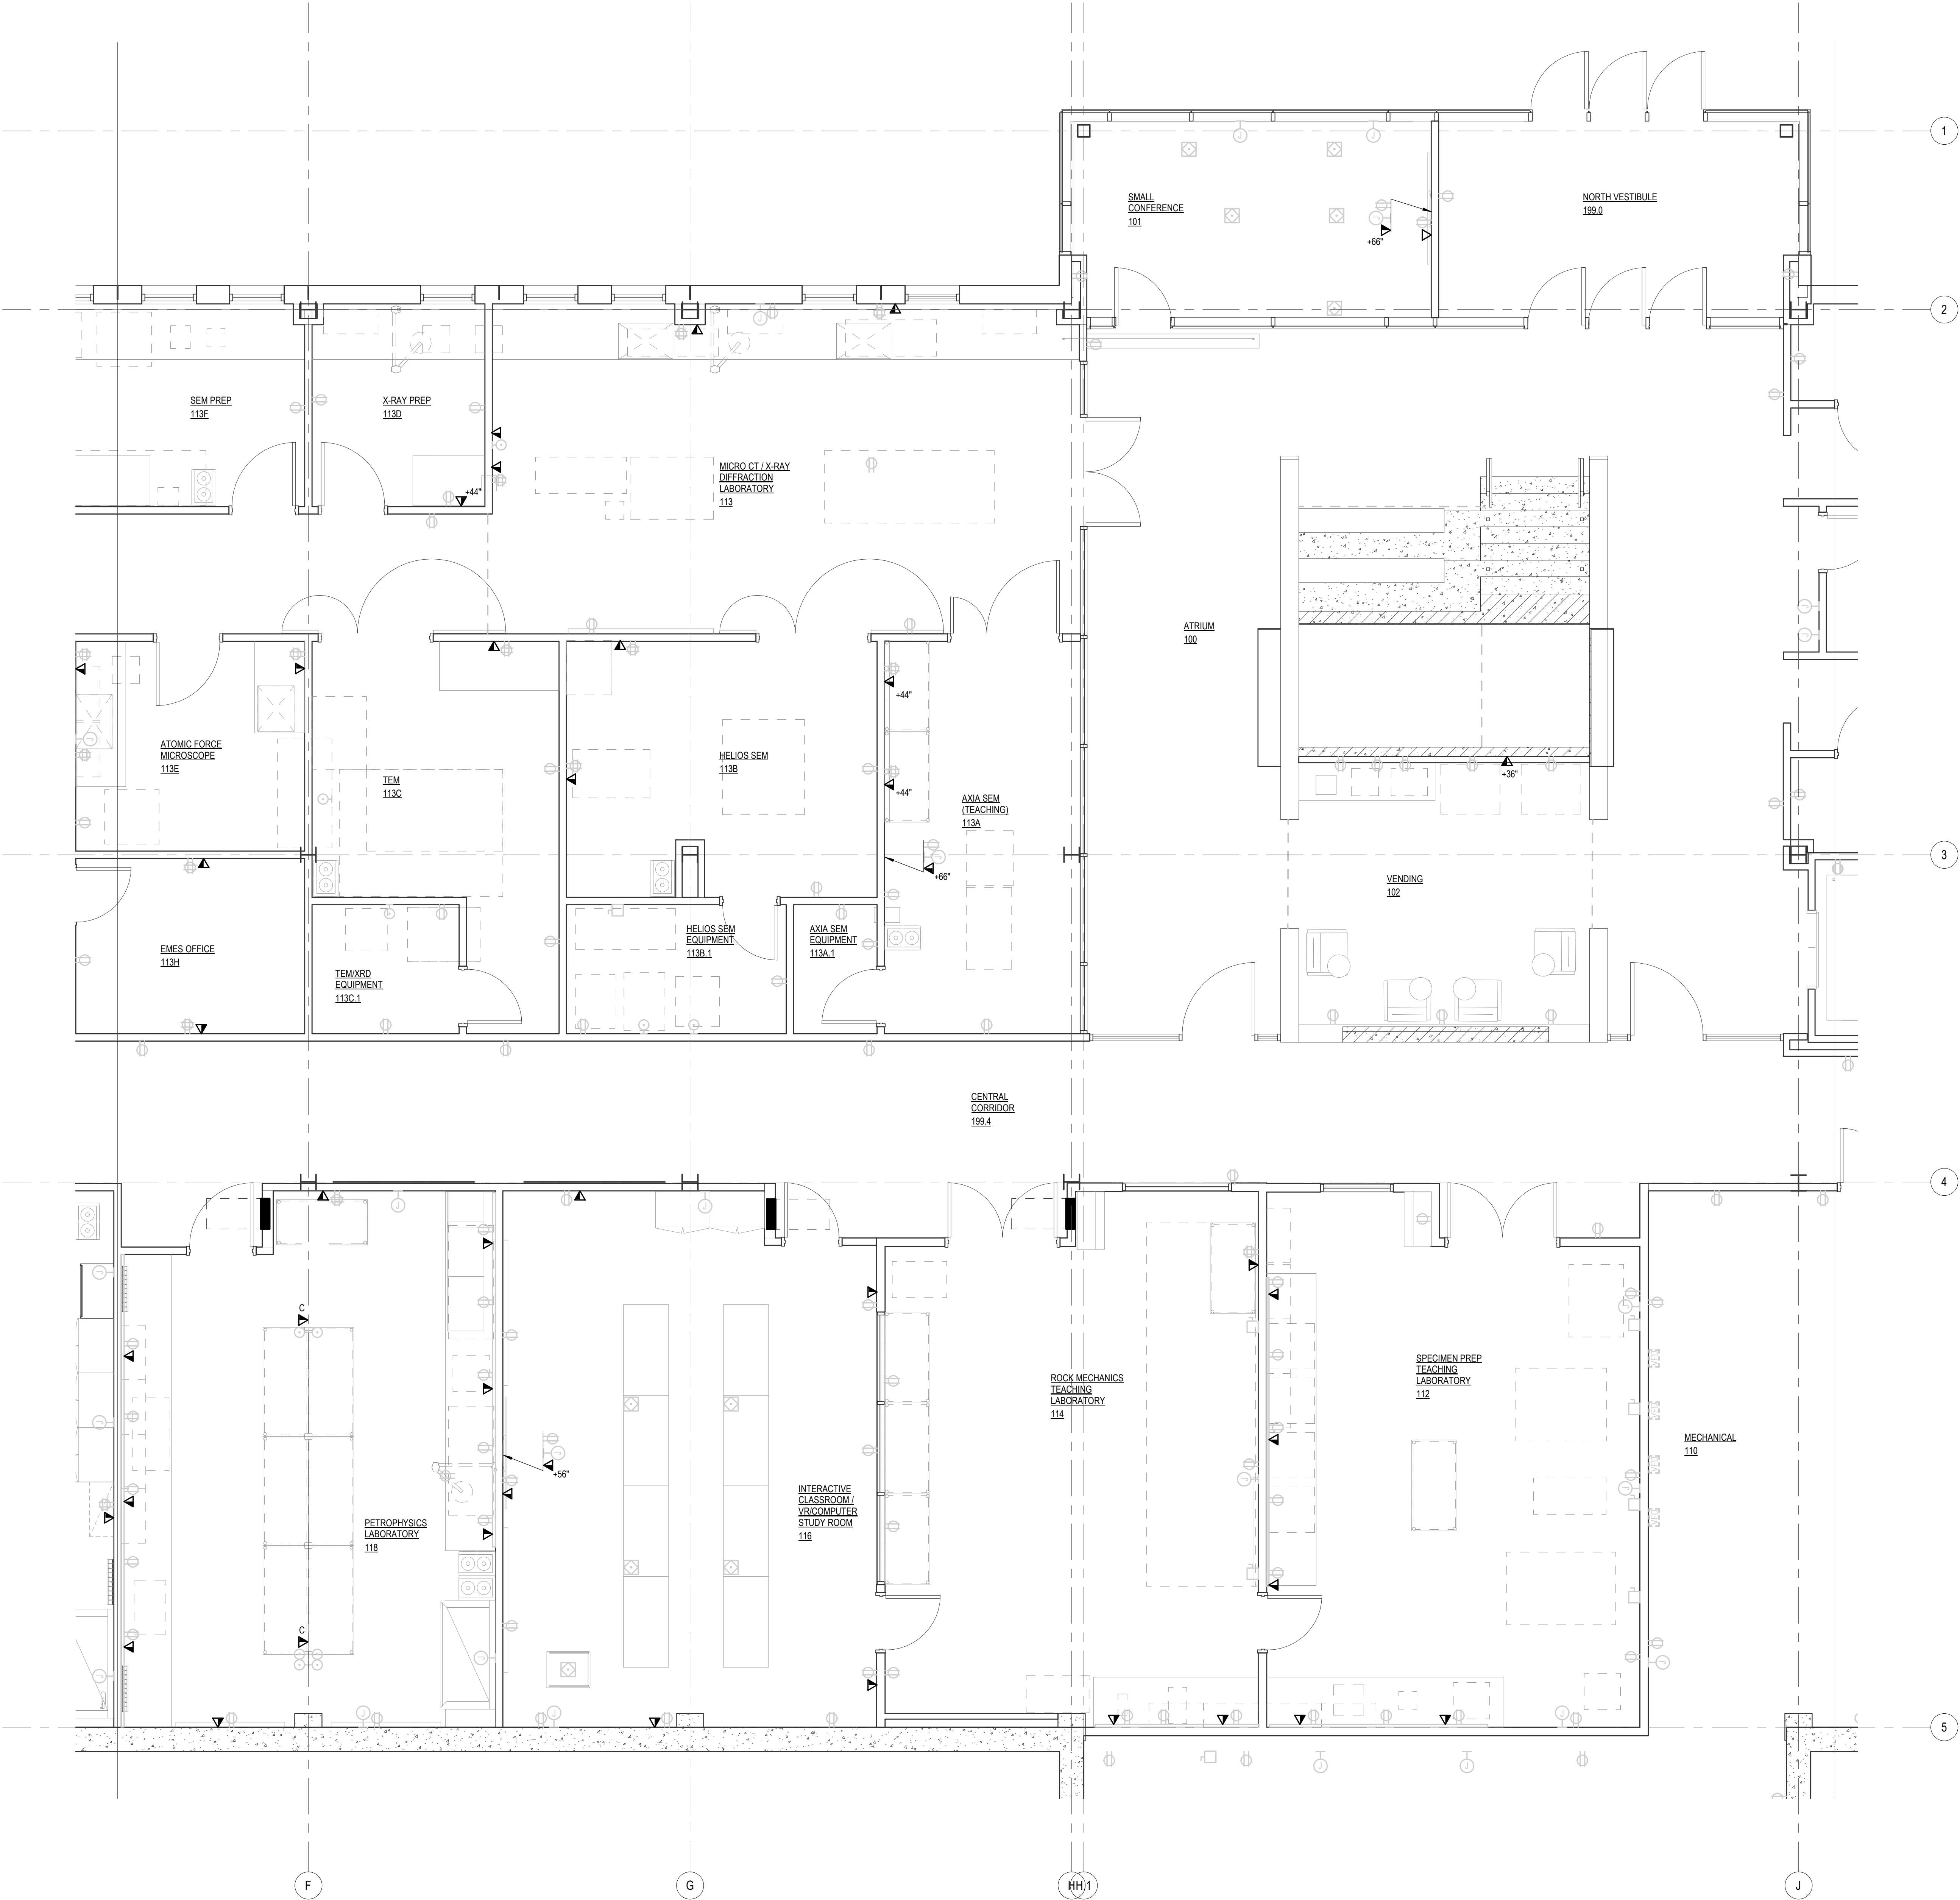 1
SMALL
CONFERENCE
101
J
J
J
+66"
NORTH VESTIBULE
199.0
2
J
SEM PREP
113F
X-RAY PREP
113D
+44"
MICRO CT / X-RAY
DIFFRACTION
LABORATORY
113
ATRIUM
100
+44"
ATOMIC FORCE
MICROSCOPE
113E
TEM
113C
HELIOS SEM
113B
+44"
AXIA SEM
(TEACHING)
113A
+36"
+66"
3
VENDING
102
EMES OFFICE
113H
TEM/XRD
EQUIPMENT
113C.1
HELIOS SEM
EQUIPMENT
113B.1
AXIA SEM
EQUIPMENT
113A.1
CENTRAL
CORRIDOR
199.4
4
J
J
C
ROCK MECHANICS
TEACHING
LABORATORY
114
SPECIMEN PREP
TEACHING
LABORATORY
112
MECHANICAL
110
+56"
INTERACTIVE
CLASSROOM /
VR/COMPUTER
STUDY ROOM
116
PETROPHYSICS
LABORATORY
118
C
5
F
G
H
H.1
J